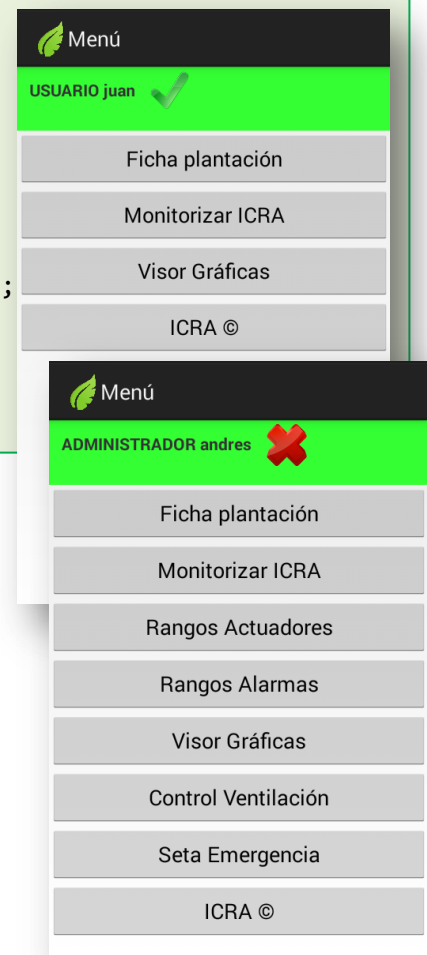 Menú
USUARIO juan
Ficha plantación
Monitorizar ICRA
Visor Gráficas
;
ICRA ©
Menú
ADMINISTRADOR andres
Ficha plantación
Monitorizar ICRA
Rangos Actuadores
Rangos Alarmas
Visor Gráficas
Control Ventilación
Seta Emergencia
ICRA ©